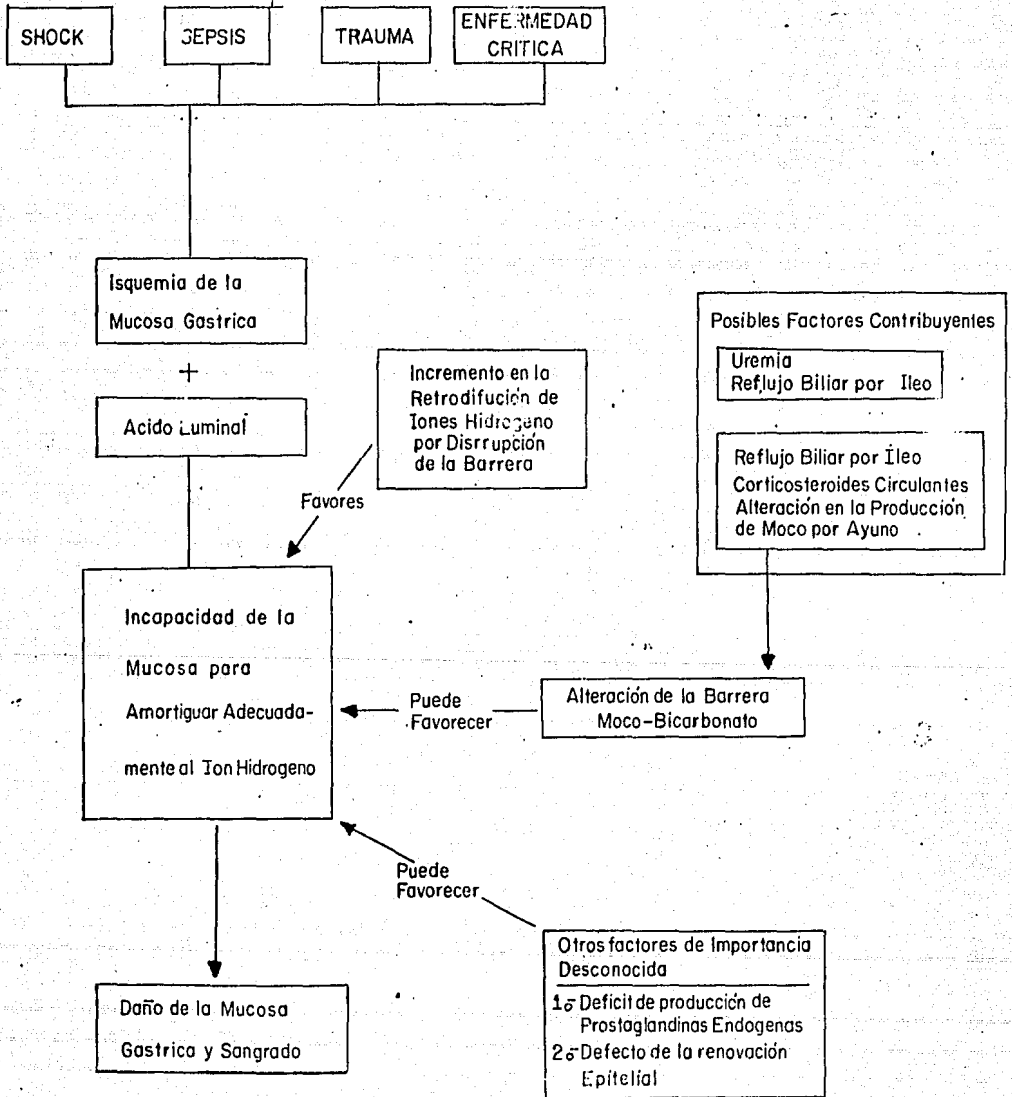 SHOCK
SEPSIS
TRAUMA
ENFERMEDAD
CRITICA
Isquemia de la
Mucosa Gastrica
+
Acido Luminal
Incremento en la
Retrodifución de
Iones Hidrogeno
por Disrrupción
de la Barrera
Favores
Posibles Factores Contribuyentes
Uremia
Reflujo Biliar por Ileo
Reflujo Biliar por Íleo
Corticosteroides Circulantes
Alteración en la Producción
de Moco por Ayuno
Incapacidad de la
Mucosa para
Amortiguar Adecuada-
mente al Ion Hidrogeno
Puede
Favorecer
Alteración de la Barrera
Moco-Bicarbonato
Puede
Favorecer
Otros factores de Importancia
Desconocida
1o-Deficit de producción de
Prostaglandinas Endogenas
2o-Defecto de la renovación
Epitelial
Daño de la Mucosa
Gastrica y Sangrado